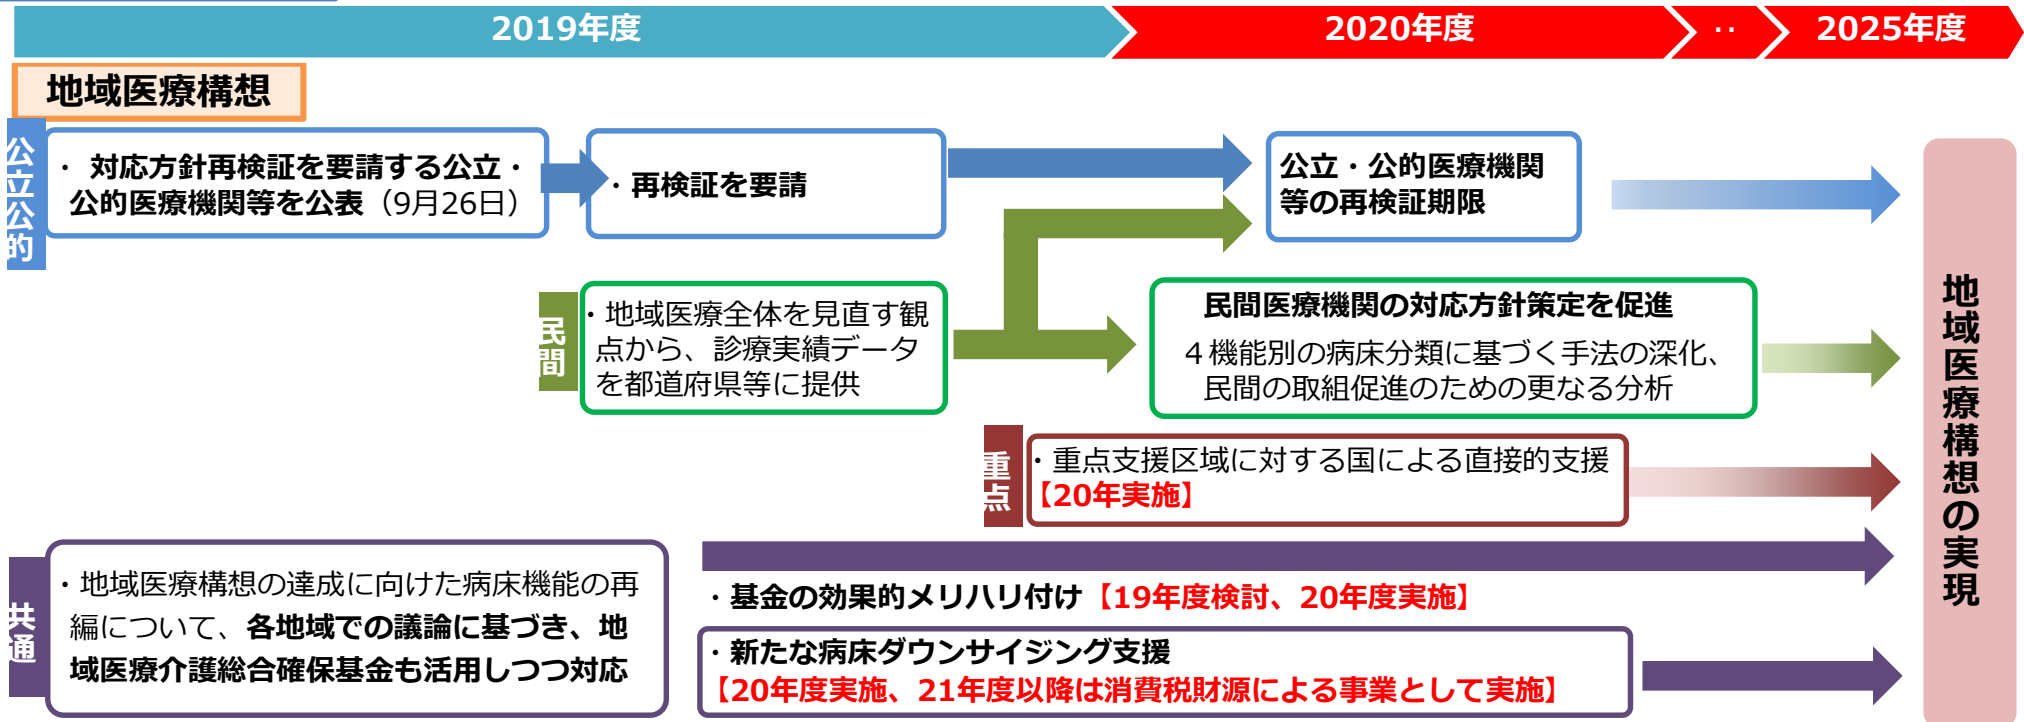 2019年度
2020年度
‥
2025年度
地域医療構想
公立公的
・ 対応方針再検証を要請する公立・
公的医療機関等を公表（9月26日）
・再検証を要請
公立・公的医療機関
等の再検証期限
民間
・地域医療全体を見直す観
点から、診療実績データ
を都道府県等に提供
民間医療機関の対応方針策定を促進
４機能別の病床分類に基づく手法の深化、
民間の取組促進のための更なる分析
重点
・重点支援区域に対する国による直接的支援
【20年実施】
共通
・地域医療構想の達成に向けた病床機能の再
編について、各地域での議論に基づき、地
域医療介護総合確保基金も活用しつつ対応
・基金の効果的メリハリ付け【19年度検討、20年度実施】
・新たな病床ダウンサイジング支援
【20年度実施、21年度以降は消費税財源による事業として実施】
地域医療構想の実現